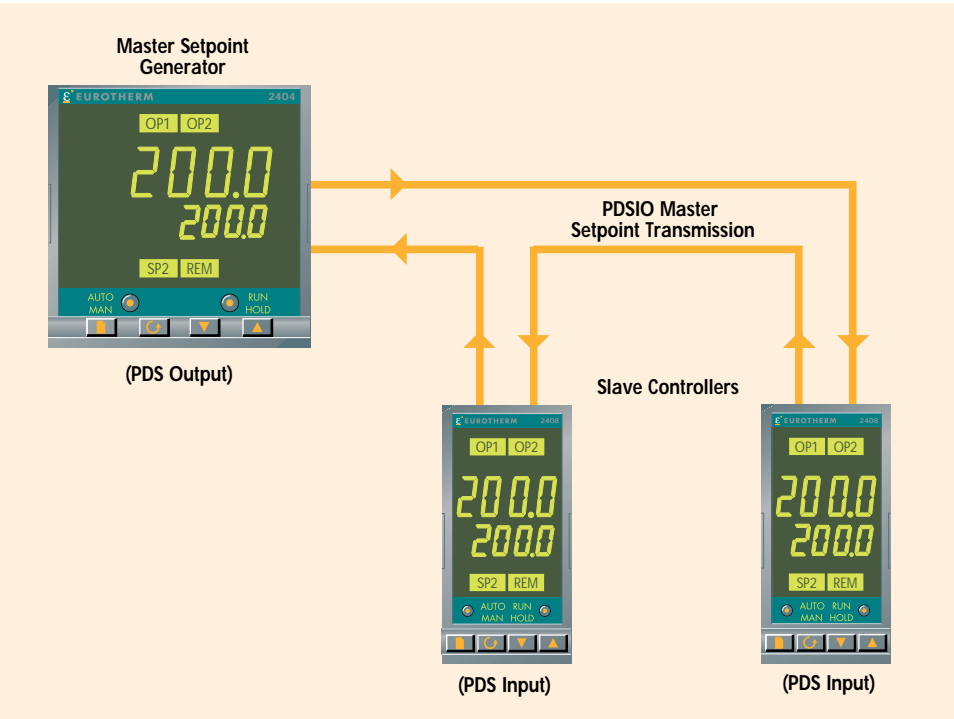 Master Setpoint
Generator
EUROTHERM 2404
OP1 OP2
200.0
200.0
SP2 REM
AUTO
MAN
RUN
HOLD
(PDS Output)
PDSIO Master
Setpoint Transmission
Slave Controllers
EUROTHERM 2408
OP1 OP2
200.0
200.0
SP2 REM
AUTO RUN
MAN HOLD
(PDS Input)
EUROTHERM 2408
OP1 OP2
200.0
200.0
SP2 REM
AUTO RUN
MAN HOLD
(PDS Input)